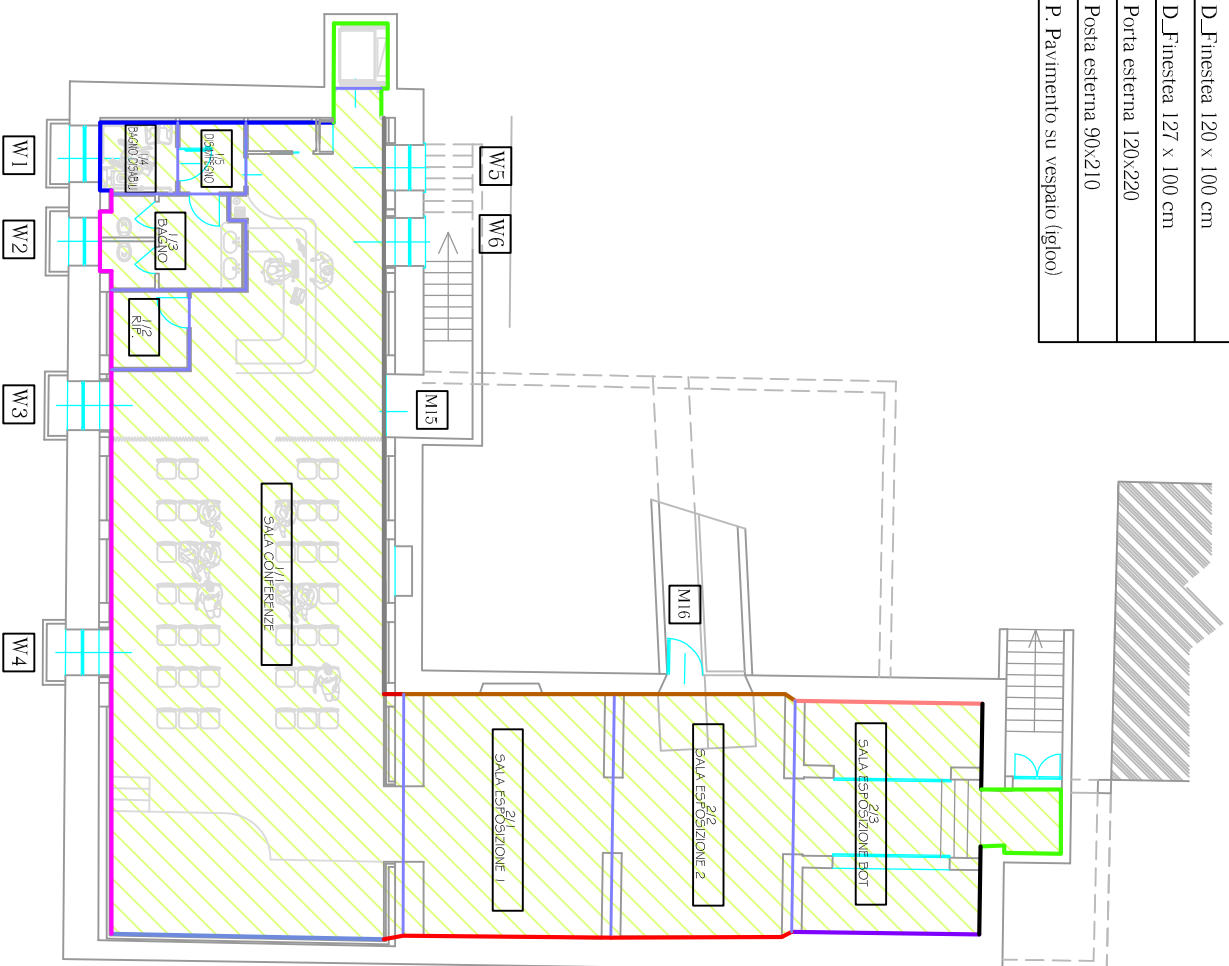 D_Finestea 120 x 100 cm
D_Finestea 127 x 100 cm
Porta esterna 120x220
Posta esterna 90x210
P. Pavimento su vespaio (igloo)
W5
W6
M15
M16
W1
W2
W3
W4
1/4
BAGNO DISABILI
1/5
DISIMPEGNO
1/3
BAGNO
1/2
RIP.
1/1
SALA CONFERENZE
2/1
SALA ESPOSIZIONE 1
2/2
SALA ESPOSIZIONE 2
2/3
SALA ESPOSIZIONE BOT